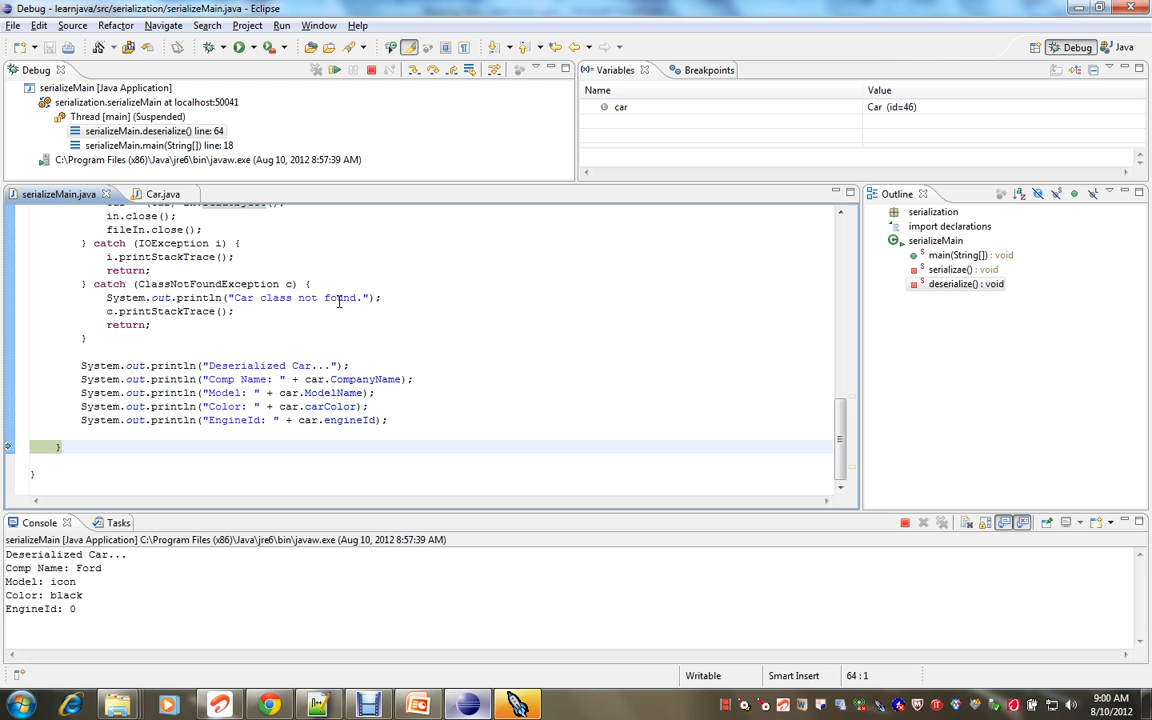 Debug - learnjava/src/serialization/serializeMain.java - Eclipse
File Edit Source Refactor Navigate Search Project Run Window Help
Debug Java
Debug
Variables Breakpoints
serializeMain [Java Application]
serialization.serializeMain at localhost:50041
Thread [main] (Suspended)
serializeMain.deserialize() line: 64
serializeMain.main(String[]) line: 18
C:\Program Files (x86)\Java\jre6\bin\javaw.exe (Aug 10, 2012 8:57:39 AM)
Name Value
car Car (id=46)
serializeMain.java Car.java
in.close();
fileIn.close();
} catch (IOException i) {
i.printStackTrace();
return;
} catch (ClassNotFoundException c) {
System.out.println("Car class not found.");
c.printStackTrace();
return;
}
System.out.println("Deserialized Car...");
System.out.println("Comp Name: " + car.CompanyName);
System.out.println("Model: " + car.ModelName);
System.out.println("Color: " + car.carColor);
System.out.println("EngineId: " + car.engineId);
}
}
Outline
serialization
import declarations
serializeMain
main(String[]) : void
serializae() : void
deserialize() : void
Console Tasks
serializeMain [Java Application] C:\Program Files (x86)\Java\jre6\bin\javaw.exe (Aug 10, 2012 8:57:39 AM)
Deserialized Car...
Comp Name: Ford
Model: icon
Color: black
EngineId: 0
Writable Smart Insert 64 : 1
9:00 AM
8/10/2012